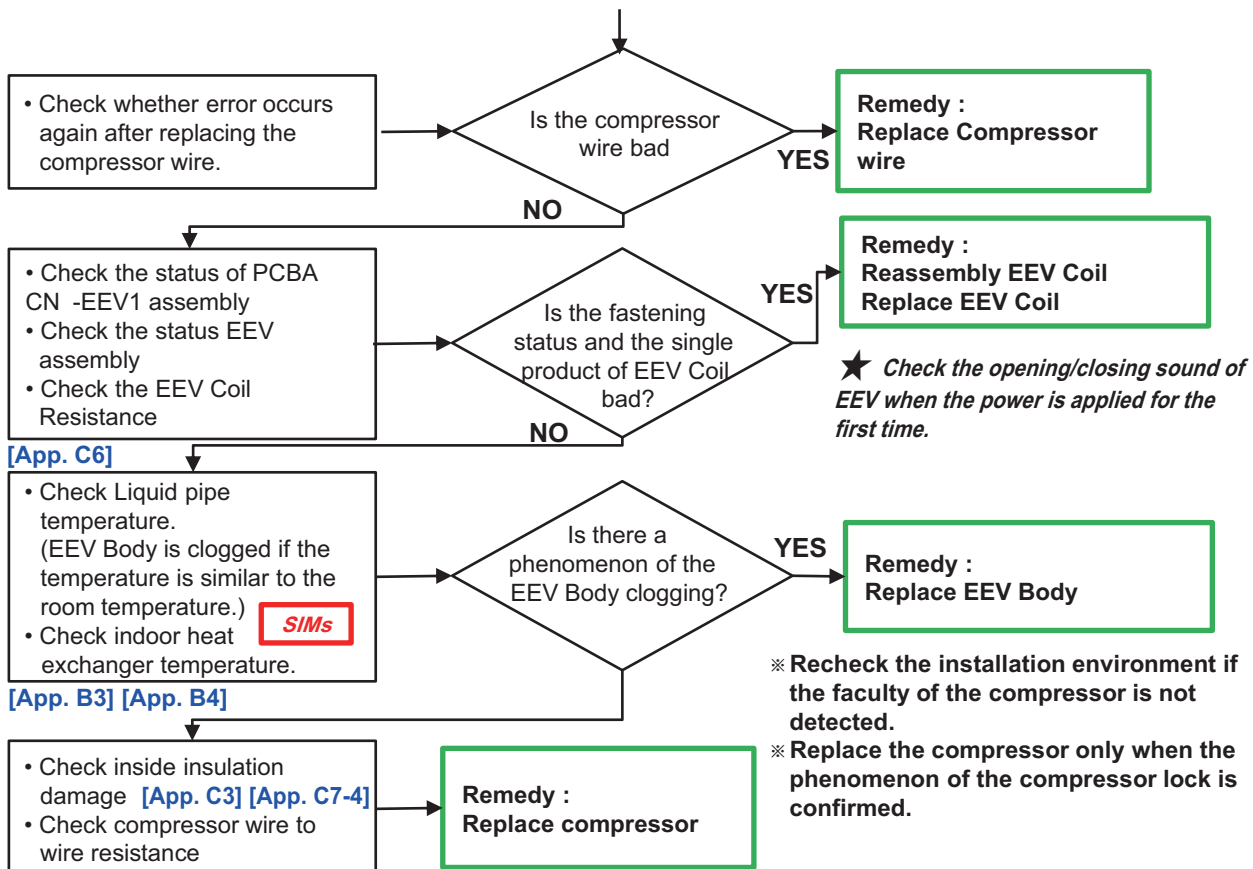 • Check whether error occurs
again after replacing the
compressor wire.
Is the compressor
wire bad
YES
Remedy :
Replace Compressor
wire
NO
• Check the status of PCBA
CN -EEV1 assembly
• Check the status EEV
assembly
• Check the EEV Coil
Resistance
[App. C6]
Is the fastening
status and the single
product of EEV Coil
bad?
YES
Remedy :
Reassembly EEV Coil
Replace EEV Coil
★ Check the opening/closing sound of
EEV when the power is applied for the
first time.
NO
• Check Liquid pipe
temperature.
(EEV Body is clogged if the
temperature is similar to the
room temperature.)
SIMs
• Check indoor heat
exchanger temperature.
[App. B3] [App. B4]
Is there a
phenomenon of the
EEV Body clogging?
YES
Remedy :
Replace EEV Body
※ Recheck the installation environment if
the faculty of the compressor is not
detected.
※ Replace the compressor only when the
phenomenon of the compressor lock is
confirmed.
• Check inside insulation
damage [App. C3] [App. C7-4]
• Check compressor wire to
wire resistance
Remedy :
Replace compressor